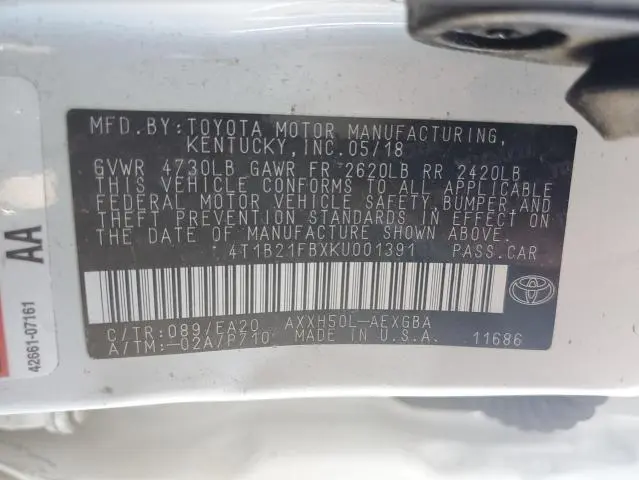 MFD. BY: TOYOTA MOTOR MANUFACTURING,
KENTUCKY, INC. 05/18
GVWR 4730LB GAWR FR 2620LB RR 2420LB
THIS VEHICLE CONFORMS TO ALL APPLICABLE
FEDERAL MOTOR VEHICLE SAFETY, BUMPER, AND
THEFT PREVENTION STANDARDS IN EFFECT ON
THE DATE OF MANUFACTURE SHOWN ABOVE.
4T1B21FBXKU001391 PASS.CAR
C/TR: 089/EA20 AXXH50L-AEXGBA
A/TM:-02A/P710 MADE IN U.S.A. 11686
AA
42661-07161